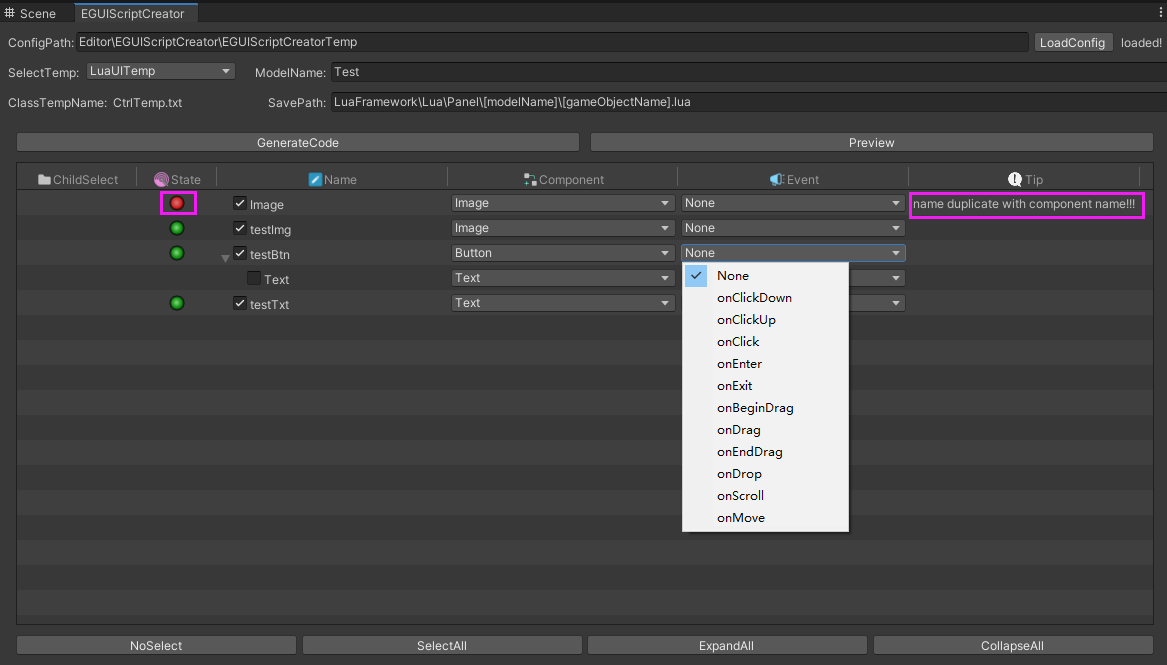 Scene EGUIScriptCreator
ConfigPath: Editor\EGUIScriptCreator\EGUIScriptCreatorTemp LoadConfig loaded!
SelectTemp: LuaUITemp ModelName: Test
ClassTempName: CtrlTemp.txt SavePath: LuaFramework\Lua\Panel\[modelName]\[gameObjectName].lua
GenerateCode Preview
ChildSelect State Name Component Event Tip
Image Image None name duplicate with component name!!!
testImg Image None
testBtn Button None
Text Text
testTxt Text
None
onClickDown
onClickUp
onClick
onEnter
onExit
onBeginDrag
onDrag
onEndDrag
onDrop
onScroll
onMove
NoSelect SelectAll ExpandAll CollapseAll